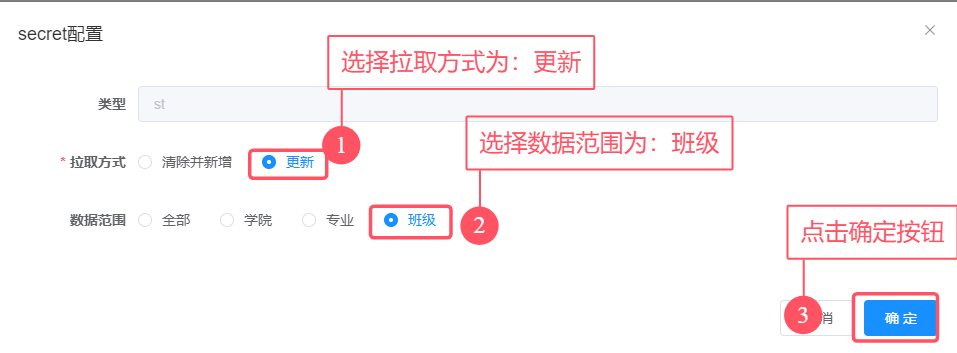 secret配置
选择拉取方式为：更新
类型 st
1
* 拉取方式 清除并新增 更新
选择数据范围为：班级
数据范围 全部 学院 专业 班级
2
点击确定按钮
3
消 确定